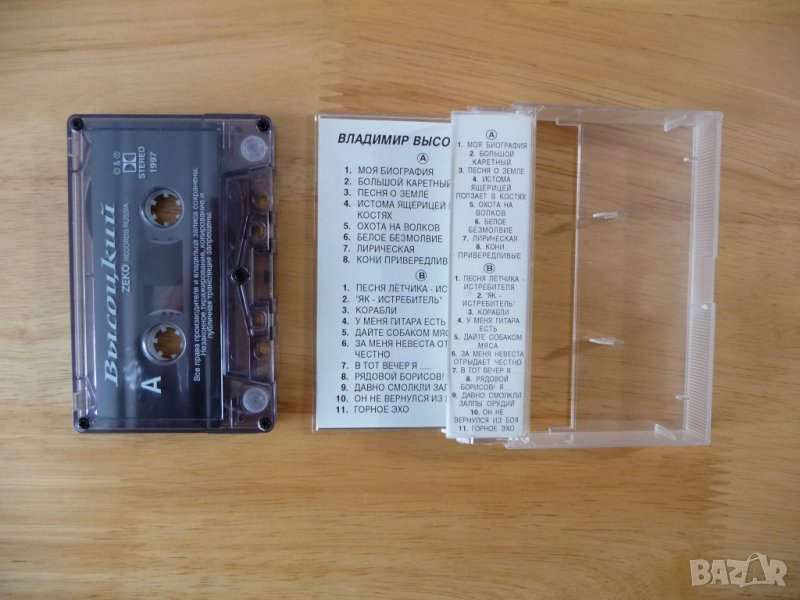 Высоцкий
ZEKO RECORDS RUSSIA
© & ℗
STEREO
1997
A
Все права производителя и владельца записа сохранены.
Незаконное тиражирование, копирование и
публичная трансляция запрещены.
ВЛАДИМИР ВЫСО
A
1. МОЯ БИОГРАФИЯ
2. БОЛЬШОЙ КАРЕТНЫЙ
3. ПЕСНЯ О ЗЕМЛЕ
4. ИСТОМА ЯЩЕРИЦЕЙ
КОСТЯХ
5. ОХОТА НА ВОЛКОВ
6. БЕЛОЕ БЕЗМОЛВИЕ
7. ЛИРИЧЕСКАЯ
8. КОНИ ПРИВЕРЕДЛИВ
B
1. ПЕСНЯ ЛЁТЧИКА - ИСТ
2. "ЯК - ИСТРЕБИТЕЛЬ"
3. КОРАБЛИ
4. У МЕНЯ ГИТАРА ЕСТЬ
5. ДАЙТЕ СОБАКОМ МЯСА
6. ЗА МЕНЯ НЕВЕСТА ОТ
ЧЕСТНО
7. В ТОТ ВЕЧЕР Я .....
8. РЯДОВОЙ БОРИСОВ!
9. ДАВНО СМОЛКЛИ ЗАЛ
10. ОН НЕ ВЕРНУЛСЯ ИЗ
11. ГОРНОЕ ЭХО
A
1. МОЯ БИОГРАФИЯ
2. БОЛЬШОЙ
КАРЕТНЫЙ
3. ПЕСНЯ О ЗЕМЛЕ
4. ИСТОМА
ЯЩЕРИЦЕЙ
ПОЛЗАЕТ В КОСТЯХ
5. ОХОТА НА
ВОЛКОВ
6. БЕЛОЕ
БЕЗМОЛВИЕ
7. ЛИРИЧЕСКАЯ
8. КОНИ
ПРИВЕРЕДЛИВЫЕ
B
1. ПЕСНЯ ЛЁТЧИКА -
ИСТРЕБИТЕЛЯ
2. "ЯК -
ИСТРЕБИТЕЛЬ"
3. КОРАБЛИ
4. У МЕНЯ ГИТАРА
ЕСТЬ
5. ДАЙТЕ СОБАКОМ
МЯСА
6. ЗА МЕНЯ НЕВЕСТА
ОТРЫДАЕТ ЧЕСТНО
7. В ТОТ ВЕЧЕР Я .....
8. РЯДОВОЙ
БОРИСОВ! Я.....
9. ДАВНО СМОЛКЛИ
ЗАЛПЫ ОРУДИЙ
10. ОН НЕ
ВЕРНУЛСЯ ИЗ БОЯ
11. ГОРНОЕ ЭХО
BAZAR